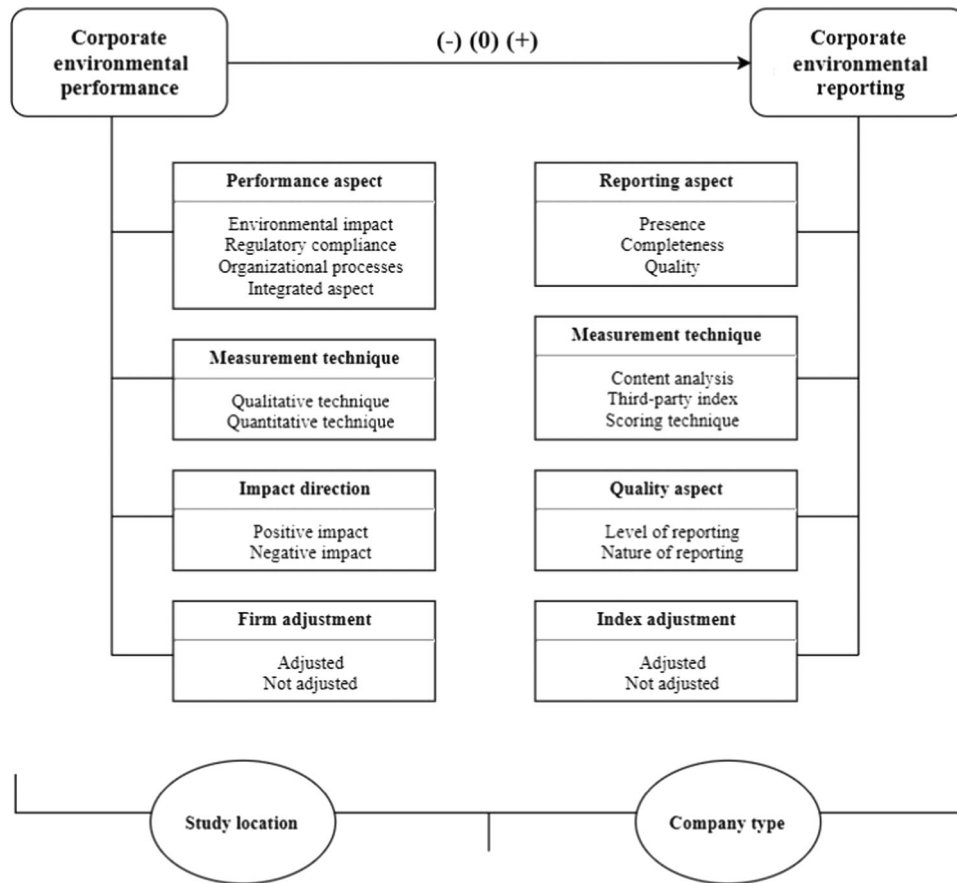 Corporate
environmental
performance
(-) (0) (+)
Corporate
environmental
reporting
Performance aspect
Environmental impact
Regulatory compliance
Organizational processes
Integrated aspect
Measurement technique
Qualitative technique
Quantitative technique
Impact direction
Positive impact
Negative impact
Firm adjustment
Adjusted
Not adjusted
Reporting aspect
Presence
Completeness
Quality
Measurement technique
Content analysis
Third-party index
Scoring technique
Quality aspect
Level of reporting
Nature of reporting
Index adjustment
Adjusted
Not adjusted
Study location
Company type